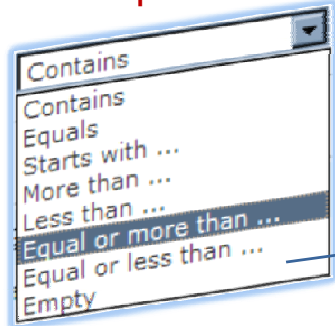 Contains
Contains
Equals
Starts with ...
More than ...
Less than ...
Equal or more than ...
Equal or less than ...
Empty